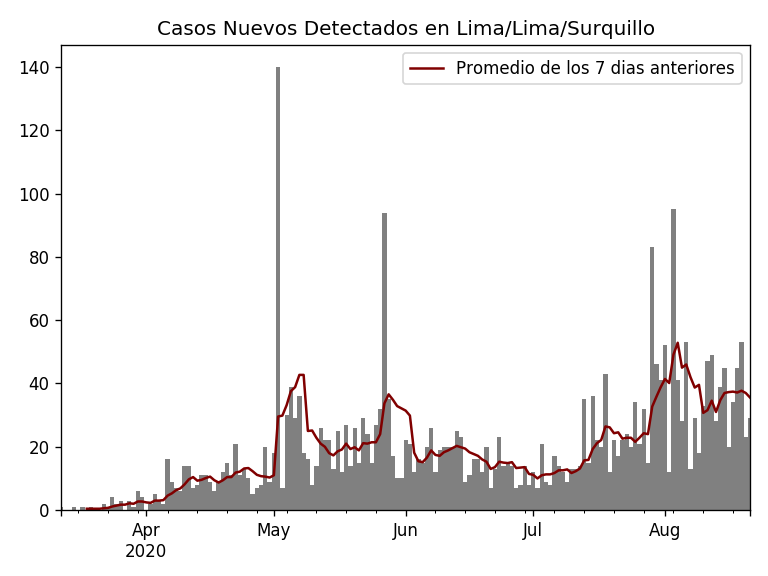 Casos Nuevos Detectados en Lima/Lima/Surquillo
Promedio de los 7 dias anteriores
140
120
100
80
60
40
20
0
Apr
2020
May
Jun
Jul
Aug